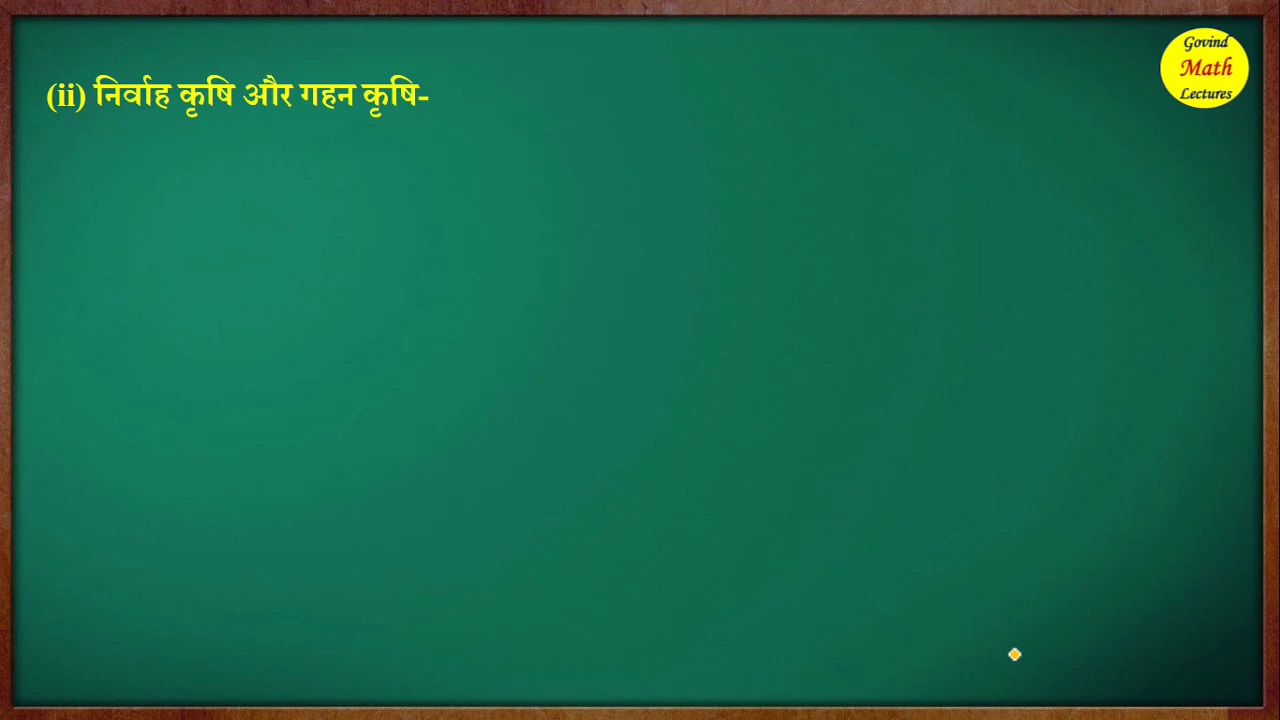 Govind
Math
Lectures
(ii) निर्वाह कृषि और गहन कृषि-